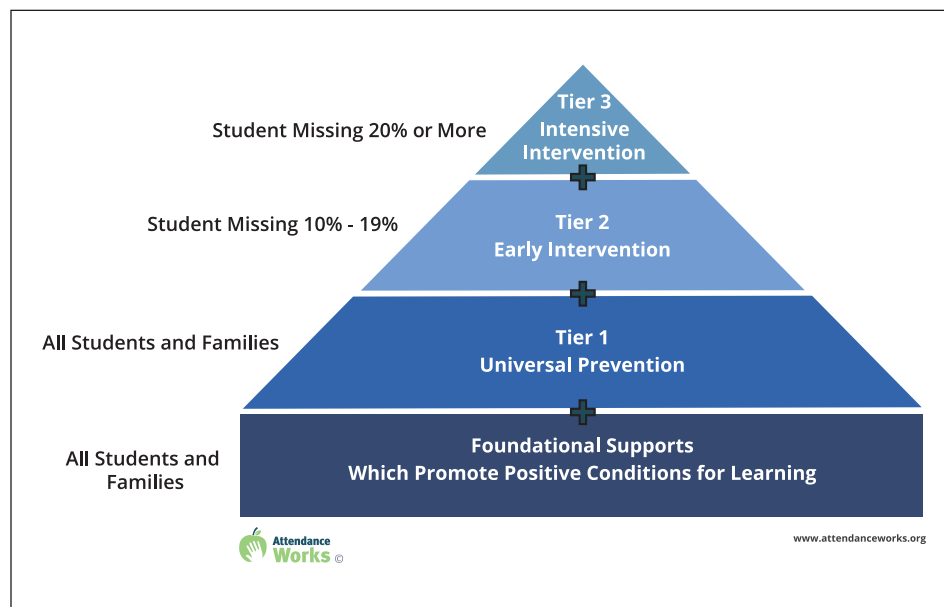 Tier 3
Intensive
Intervention
Student Missing 20% or More
Student Missing 10% - 19%
Tier 2
Early Intervention
All Students and Families
Tier 1
Universal Prevention
All Students and
Families
Foundational Supports
Which Promote Positive Conditions for Learning
Attendance
Works ©
www.attendanceworks.org